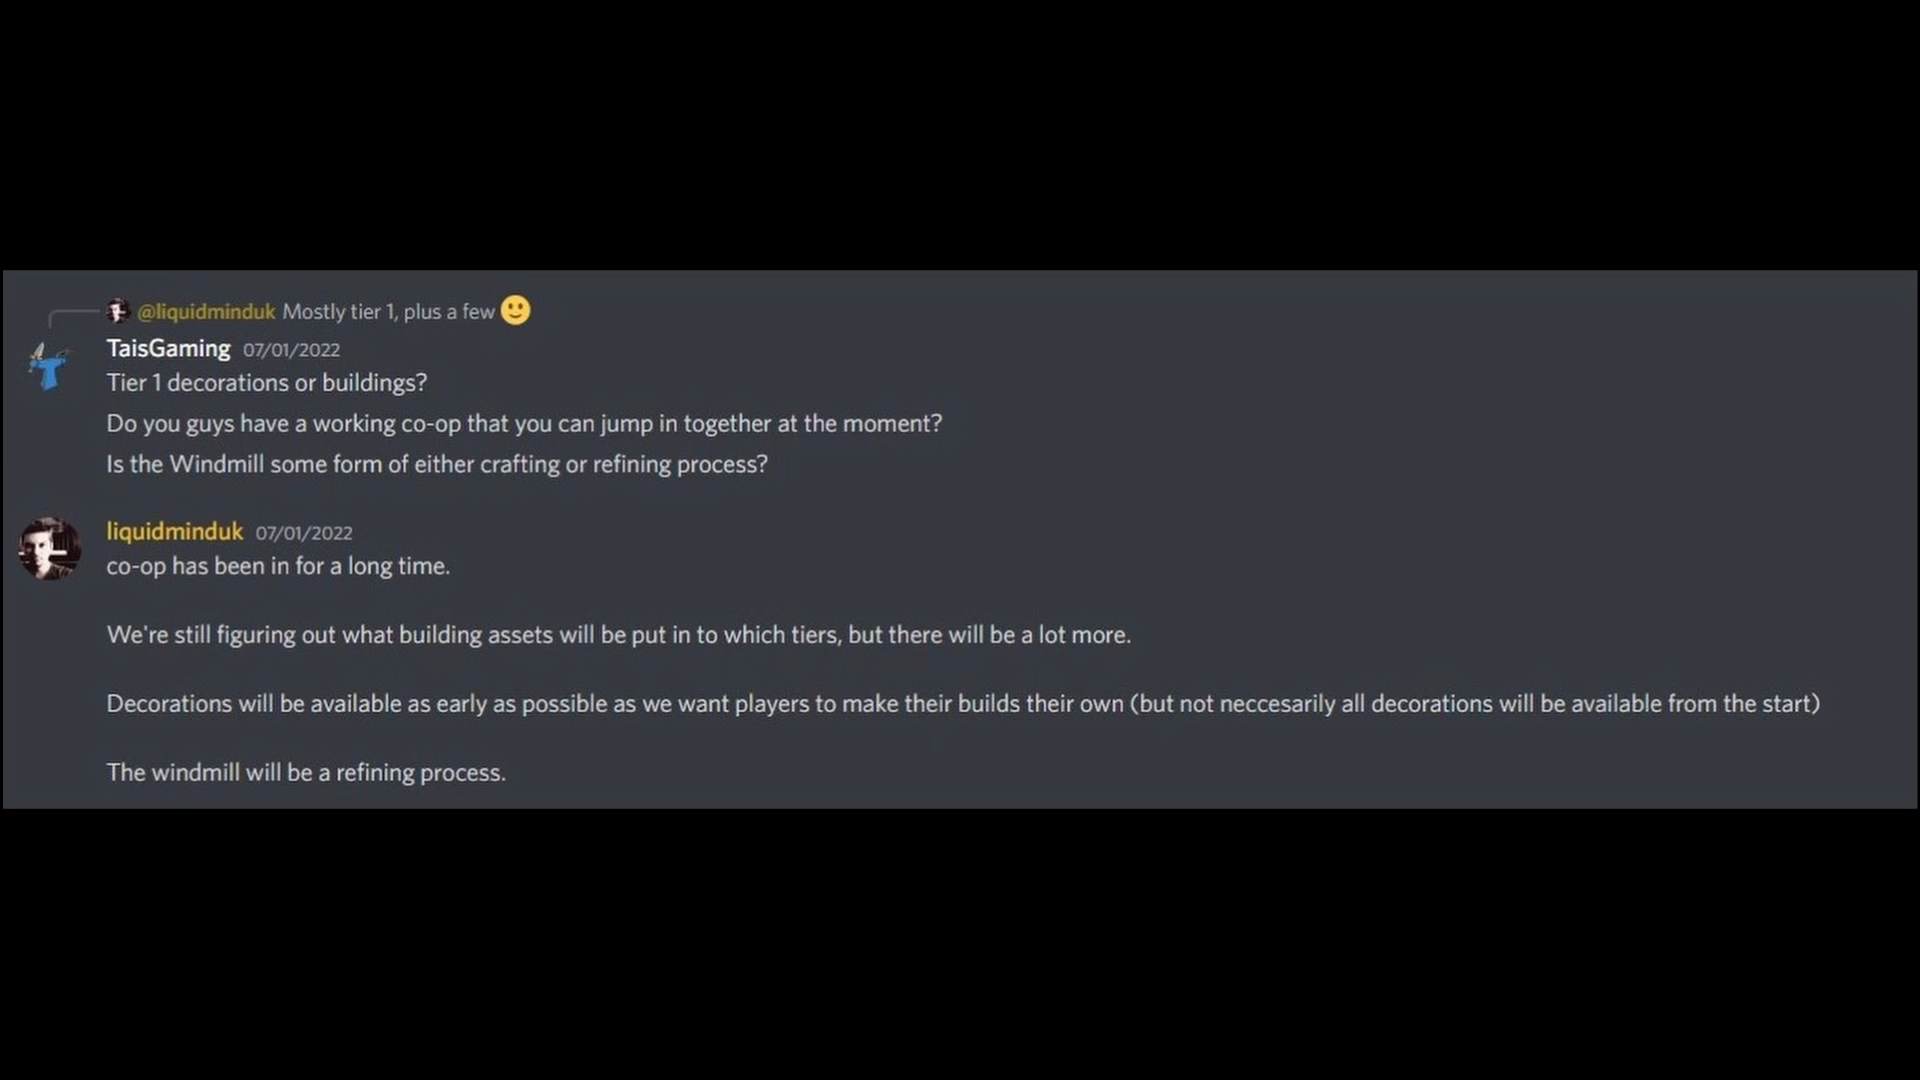 @liquidminduk Mostly tier 1, plus a few 🙂
TaisGaming 07/01/2022
Tier 1 decorations or buildings?
Do you guys have a working co-op that you can jump in together at the moment?
Is the Windmill some form of either crafting or refining process?
liquidminduk 07/01/2022
co-op has been in for a long time.
We're still figuring out what building assets will be put in to which tiers, but there will be a lot more.
Decorations will be available as early as possible as we want players to make their builds their own (but not neccesarily all decorations will be available from the start)
The windmill will be a refining process.